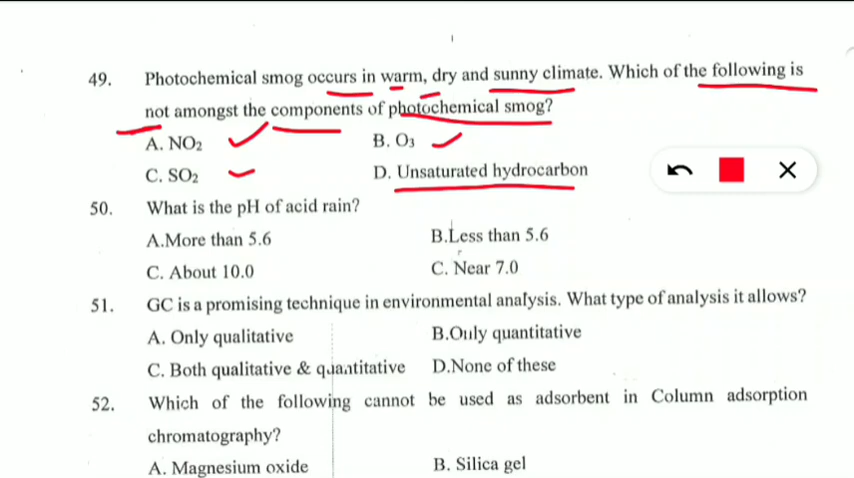 49. Photochemical smog occurs in warm, dry and sunny climate. Which of the following is
not amongst the components of photochemical smog?
A. NO₂ B. O₃
C. SO₂ D. Unsaturated hydrocarbon
50. What is the pH of acid rain?
A.More than 5.6 B.Less than 5.6
C. About 10.0 C. Near 7.0
51. GC is a promising technique in environmental analysis. What type of analysis it allows?
A. Only qualitative B.Only quantitative
C. Both qualitative & quantitative D.None of these
52. Which of the following cannot be used as adsorbent in Column adsorption
chromatography?
A. Magnesium oxide B. Silica gel